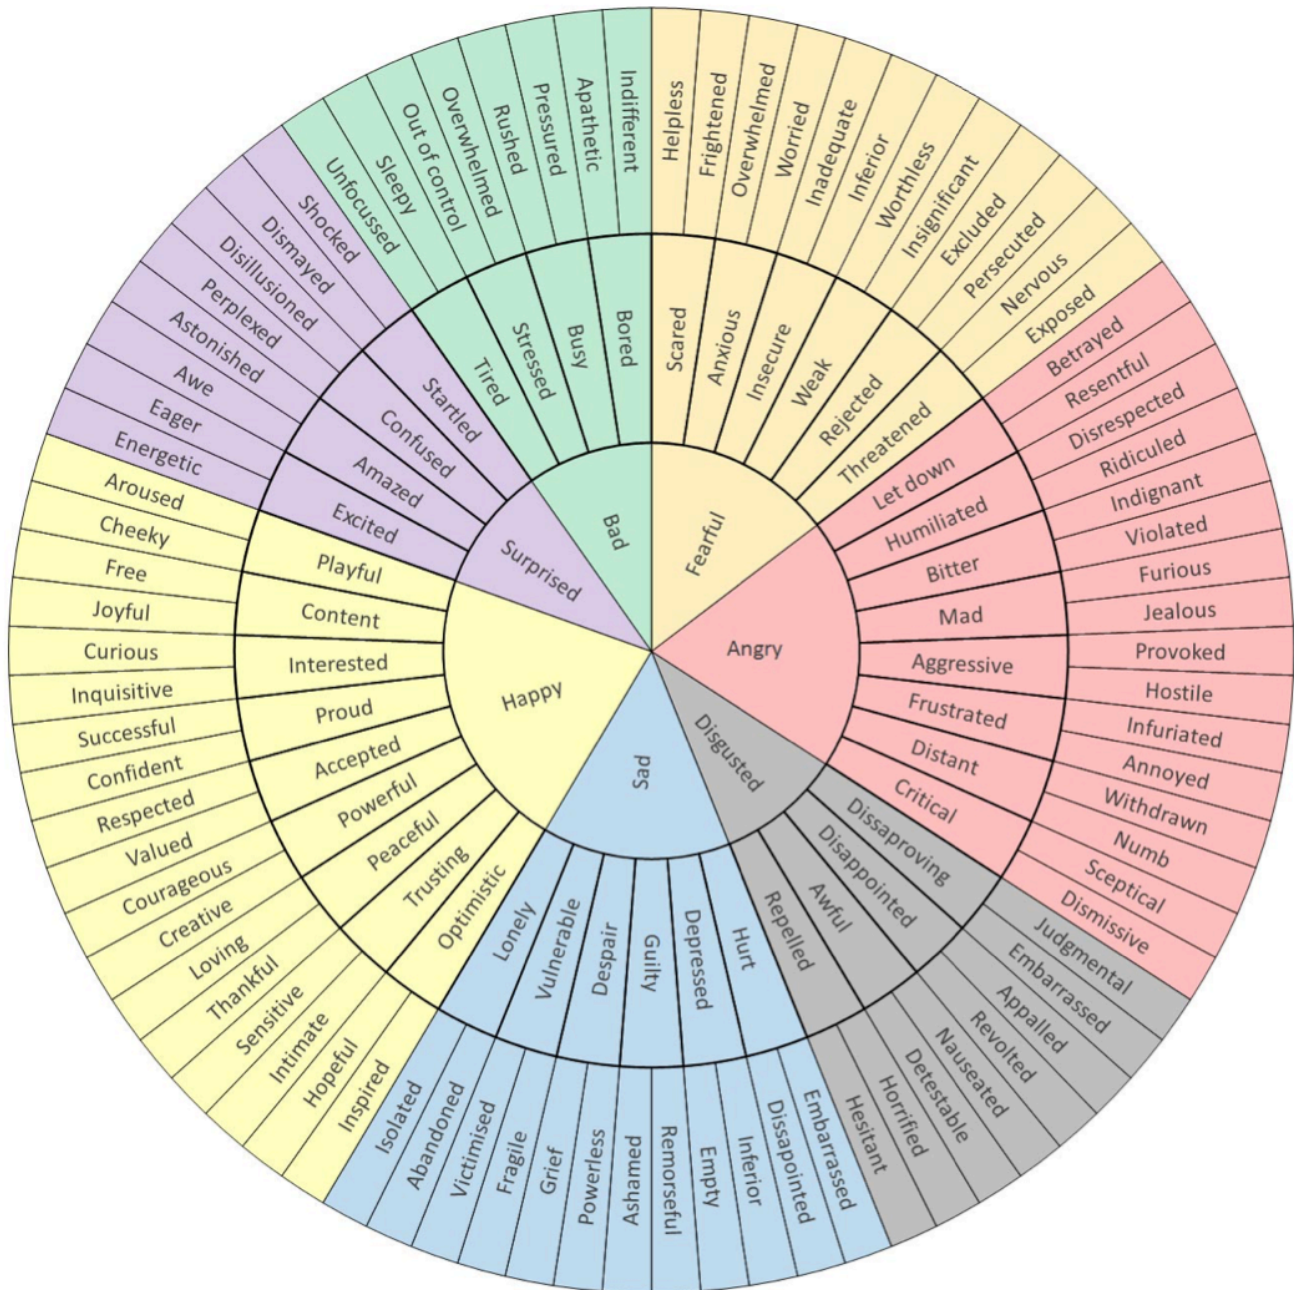 Fearful
Angry
Disgusted
Sad
Happy
Surprised
Bad
Scared
Anxious
Insecure
Weak
Rejected
Threatened
Let down
Humiliated
Bitter
Mad
Aggressive
Frustrated
Distant
Critical
Dissaproving
Disappointed
Awful
Repelled
Hurt
Depressed
Guilty
Despair
Vulnerable
Lonely
Optimistic
Trusting
Peaceful
Powerful
Accepted
Proud
Interested
Content
Playful
Excited
Amazed
Confused
Startled
Tired
Stressed
Busy
Bored
Helpless
Frightened
Overwhelmed
Worried
Inadequate
Inferior
Worthless
Insignificant
Excluded
Persecuted
Nervous
Exposed
Betrayed
Resentful
Disrespected
Ridiculed
Indignant
Violated
Furious
Jealous
Provoked
Hostile
Infuriated
Annoyed
Withdrawn
Numb
Sceptical
Dismissive
Judgmental
Embarrassed
Appalled
Revolted
Nauseated
Detestable
Horrified
Hesitant
Embarrassed
Dissapointed
Inferior
Empty
Remorseful
Ashamed
Powerless
Grief
Fragile
Victimised
Abandoned
Isolated
Inspired
Hopeful
Intimate
Sensitive
Thankful
Loving
Creative
Courageous
Valued
Respected
Confident
Successful
Inquisitive
Curious
Joyful
Free
Cheeky
Aroused
Energetic
Eager
Awe
Astonished
Perplexed
Disillusioned
Dismayed
Shocked
Unfocussed
Sleepy
Out of control
Overwhelmed
Rushed
Pressured
Apathetic
Indifferent